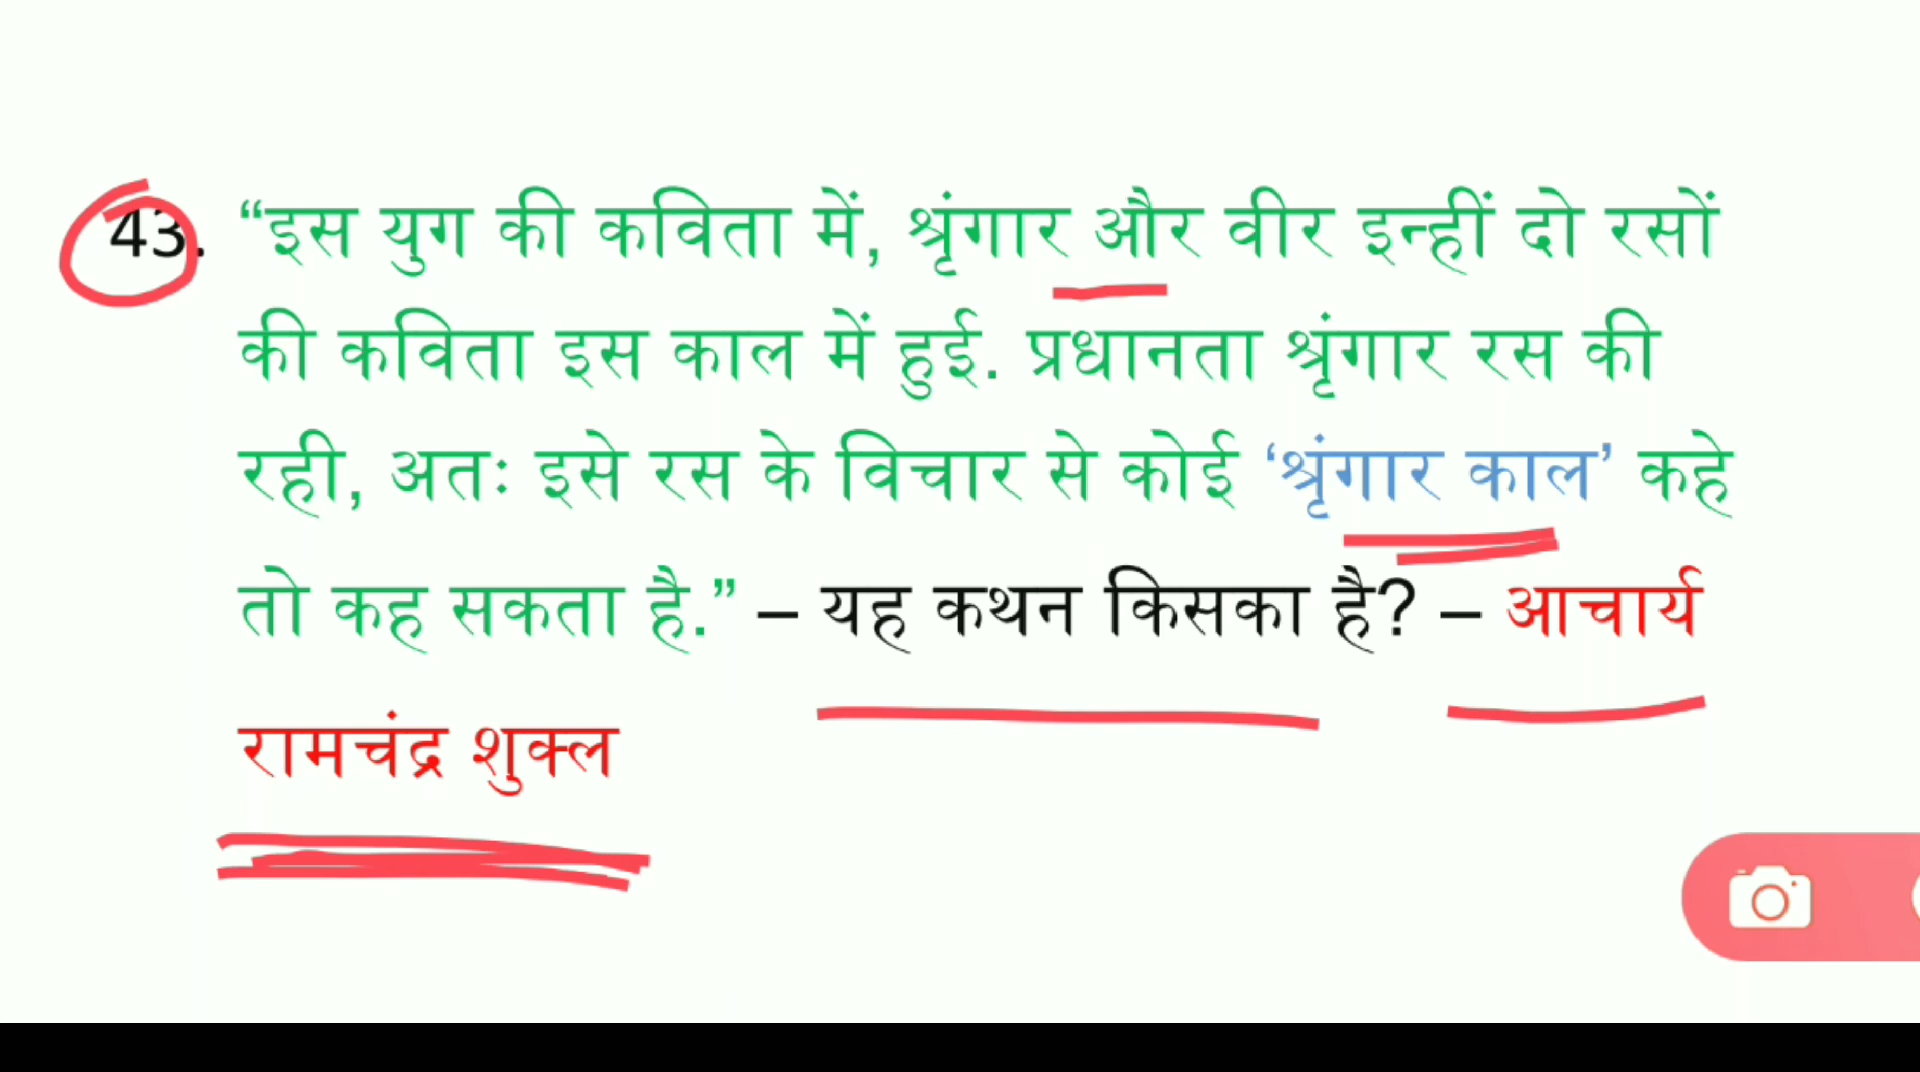 43. “इस युग की कविता में, श्रृंगार और वीर इन्हीं दो रसों
की कविता इस काल में हुई. प्रधानता श्रृंगार रस की
रही, अतः इसे रस के विचार से कोई ‘श्रृंगार काल’ कहे
तो कह सकता है.” – यह कथन किसका है? – आचार्य
रामचंद्र शुक्ल